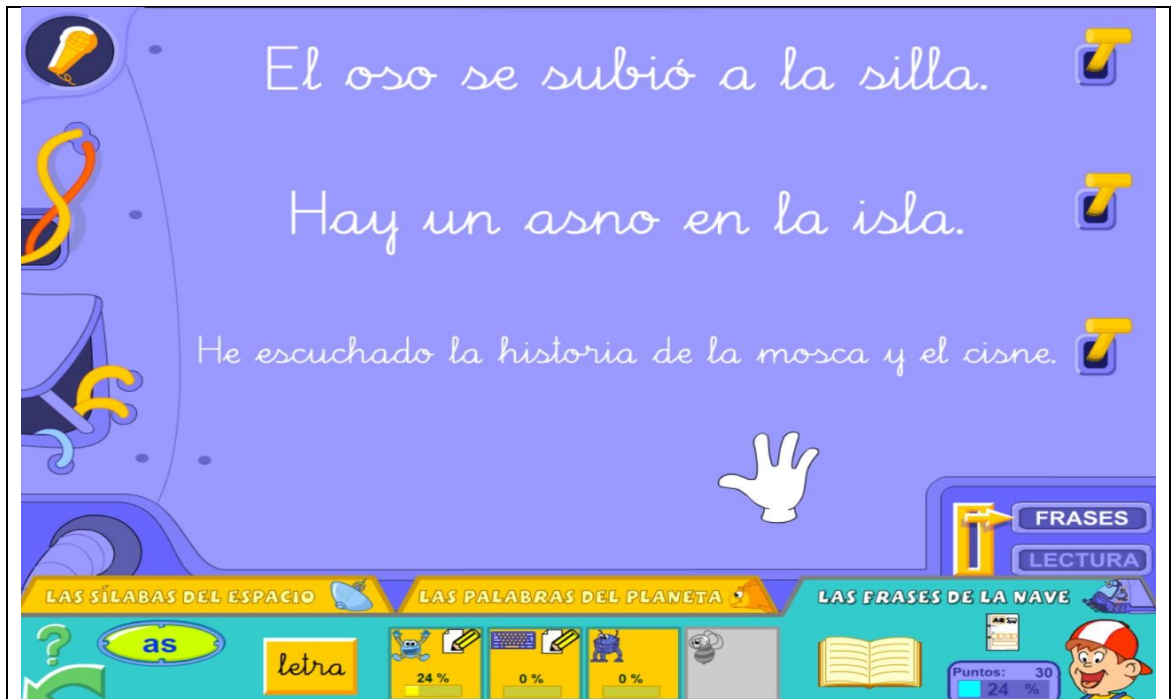 El oso se subió a la silla.
Hay un asno en la isla.
He escuchado la historia de la mosca y el cisne.
FRASES
LECTURA
LAS SÍLABAS DEL ESPACIO
LAS PALABRAS DEL PLANETA
LAS FRASES DE LA NAVE
?
as
letra
24 %
0 %
0 %
Puntos: 30
24 %